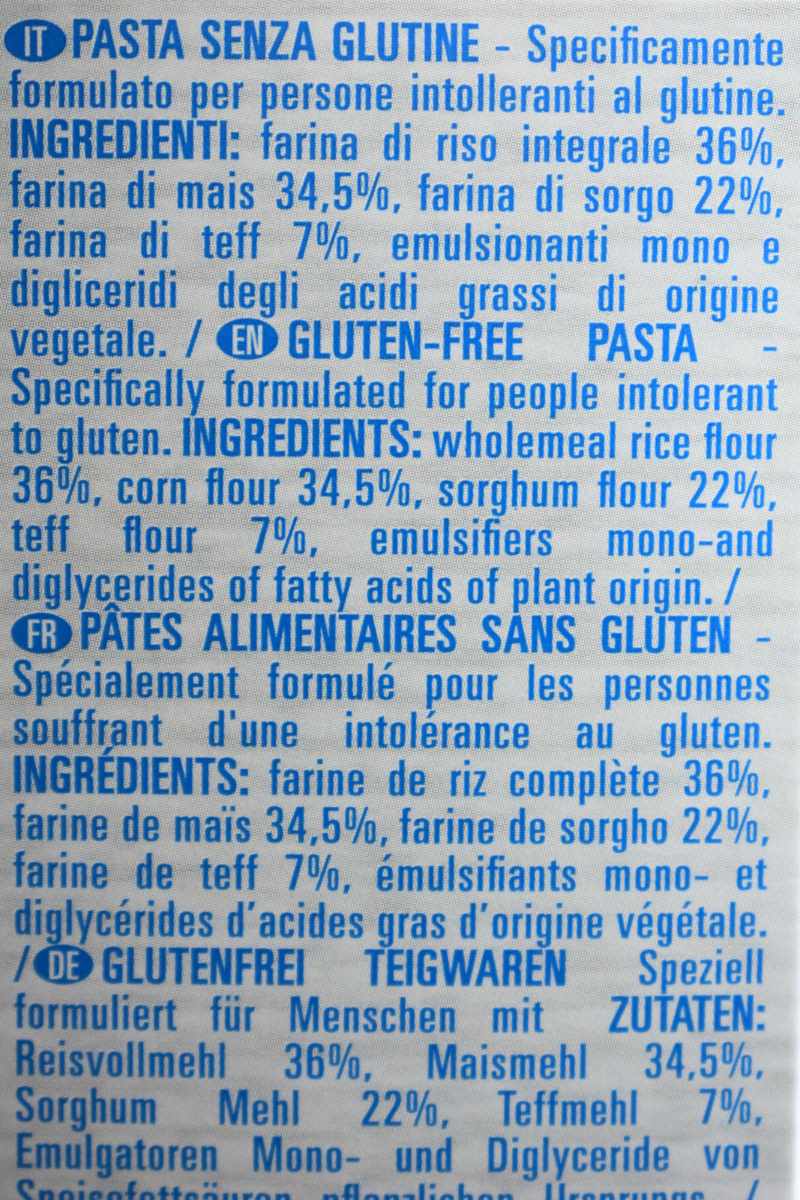 IT PASTA SENZA GLUTINE - Specificamente
formulato per persone intolleranti al glutine.
INGREDIENTI: farina di riso integrale 36%,
farina di mais 34,5%, farina di sorgo 22%,
farina di teff 7%, emulsionanti mono e
digliceridi degli acidi grassi di origine
vegetale. / EN GLUTEN-FREE PASTA -
Specifically formulated for people intolerant
to gluten. INGREDIENTS: wholemeal rice flour
36%, corn flour 34,5%, sorghum flour 22%,
teff flour 7%, emulsifiers mono-and
diglycerides of fatty acids of plant origin. /
FR PÂTES ALIMENTAIRES SANS GLUTEN -
Spécialement formulé pour les personnes
souffrant d'une intolérance au gluten.
INGRÉDIENTS: farine de riz complète 36%,
farine de maïs 34,5%, farine de sorgho 22%,
farine de teff 7%, émulsifiants mono- et
diglycérides d'acides gras d'origine végétale.
/ DE GLUTENFREI TEIGWAREN Speziell
formuliert für Menschen mit ZUTATEN:
Reisvollmehl 36%, Maismehl 34,5%,
Sorghum Mehl 22%, Teffmehl 7%,
Emulgatoren Mono- und Diglyceride von
Speisefettsäuren pflanzlichen Ursprungs /